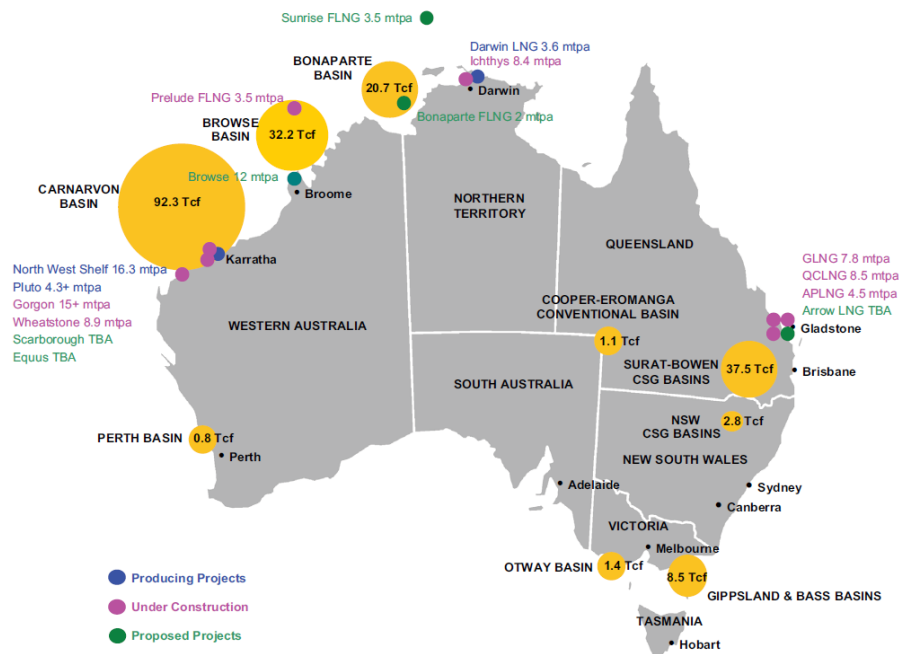 Sunrise FLNG 3.5 mtpa
BONAPARTE
BASIN
20.7 Tcf
Darwin LNG 3.6 mtpa
Ichthys 8.4 mtpa
Darwin
Bonaparte FLNG 2 mtpa
Prelude FLNG 3.5 mtpa
BROWSE
BASIN
32.2 Tcf
Browse 12 mtpa
Broome
CARNARVON
BASIN
92.3 Tcf
Karratha
North West Shelf 16.3 mtpa
Pluto 4.3+ mtpa
Gorgon 15+ mtpa
Wheatstone 8.9 mtpa
Scarborough TBA
Equus TBA
NORTHERN
TERRITORY
QUEENSLAND
GLNG 7.8 mtpa
QCLNG 8.5 mtpa
APLNG 4.5 mtpa
Arrow LNG TBA
Gladstone
COOPER-EROMANGA
CONVENTIONAL BASIN
1.1 Tcf
WESTERN AUSTRALIA
SOUTH AUSTRALIA
SURAT-BOWEN
CSG BASINS
37.5 Tcf
Brisbane
NSW
CSG BASINS
2.8 Tcf
NEW SOUTH WALES
PERTH BASIN
0.8 Tcf
Perth
Adelaide
Sydney
Canberra
VICTORIA
Melbourne
OTWAY BASIN
1.4 Tcf
8.5 Tcf
GIPPSLAND & BASS BASINS
TASMANIA
Hobart
Producing Projects
Under Construction
Proposed Projects